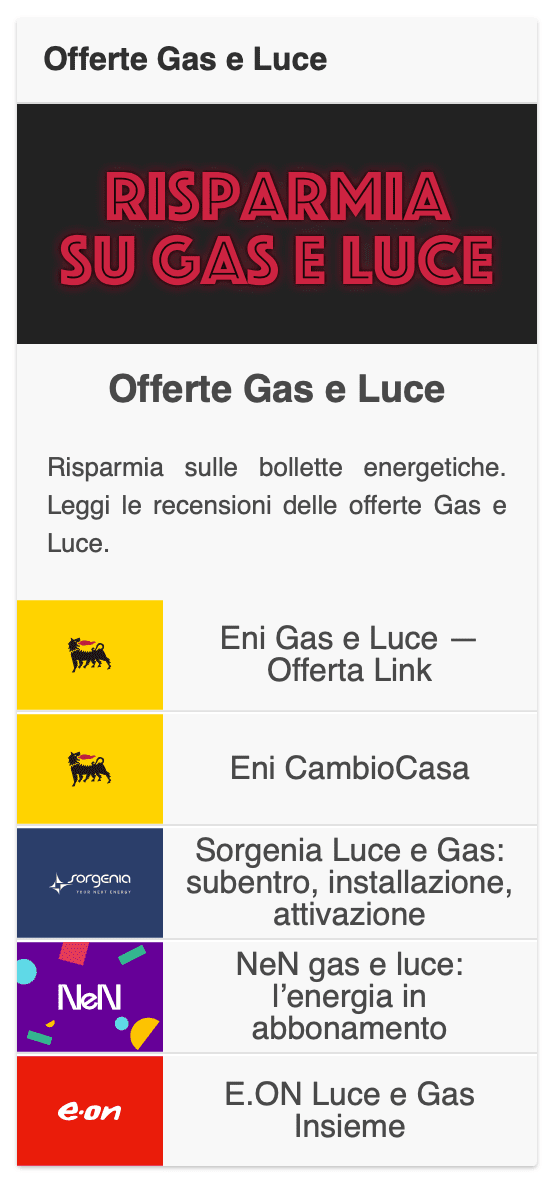 Offerte Gas e Luce
RISPARMIA
SU GAS E LUCE
Offerte Gas e Luce
Risparmia sulle bollette energetiche.
Leggi le recensioni delle offerte Gas e
Luce.
Eni Gas e Luce —
Offerta Link
Eni CambioCasa
sorgenia
YOUR NEXT ENERGY
Sorgenia Luce e Gas:
subentro, installazione,
attivazione
NeN
NeN gas e luce:
l’energia in
abbonamento
e·on
E.ON Luce e Gas
Insieme